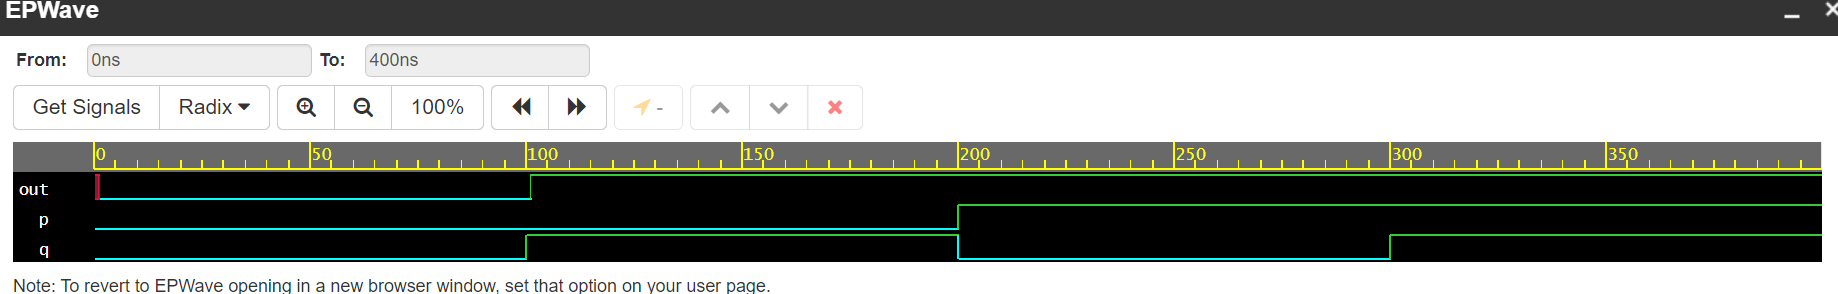 EPWave
From: 0ns To: 400ns
Get Signals Radix 100% -
0 50 100 150 200 250 300 350
out
p
q
Note: To revert to EPWave opening in a new browser window, set that option on your user page.